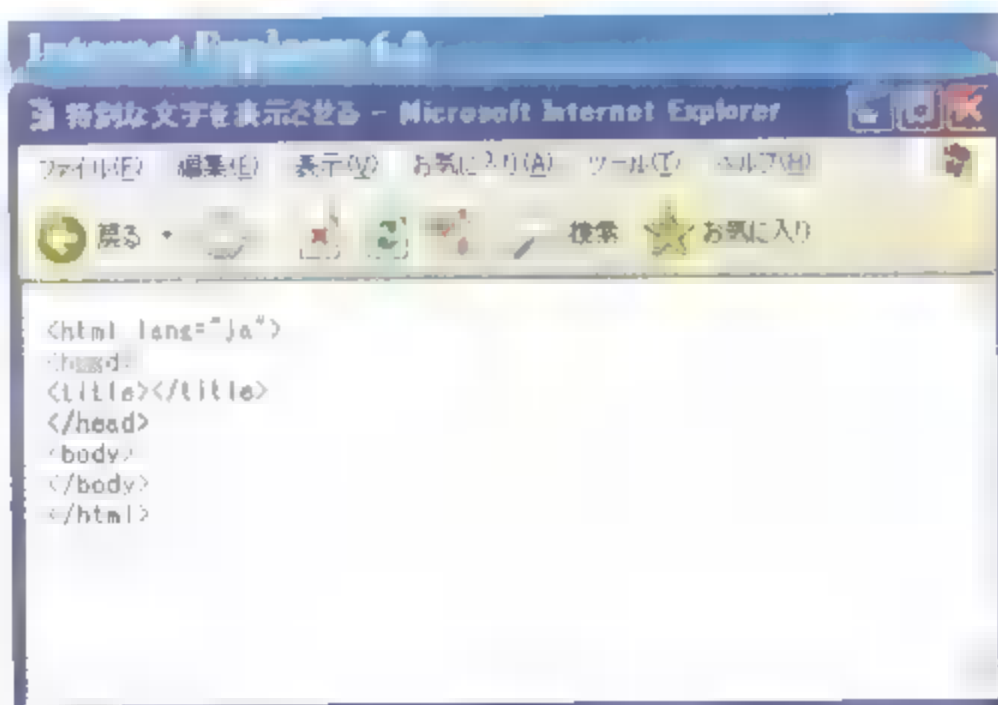 Internet Explorer 6.0
特別な文字を表示させる - Microsoft Internet Explorer
ファイル(F) 編集(E) 表示(V) お気に入り(A) ツール(T) ヘルプ(H)
戻る 検索 お気に入り
<html lang="ja">
<head>
<title></title>
</head>
<body>
</body>
</html>